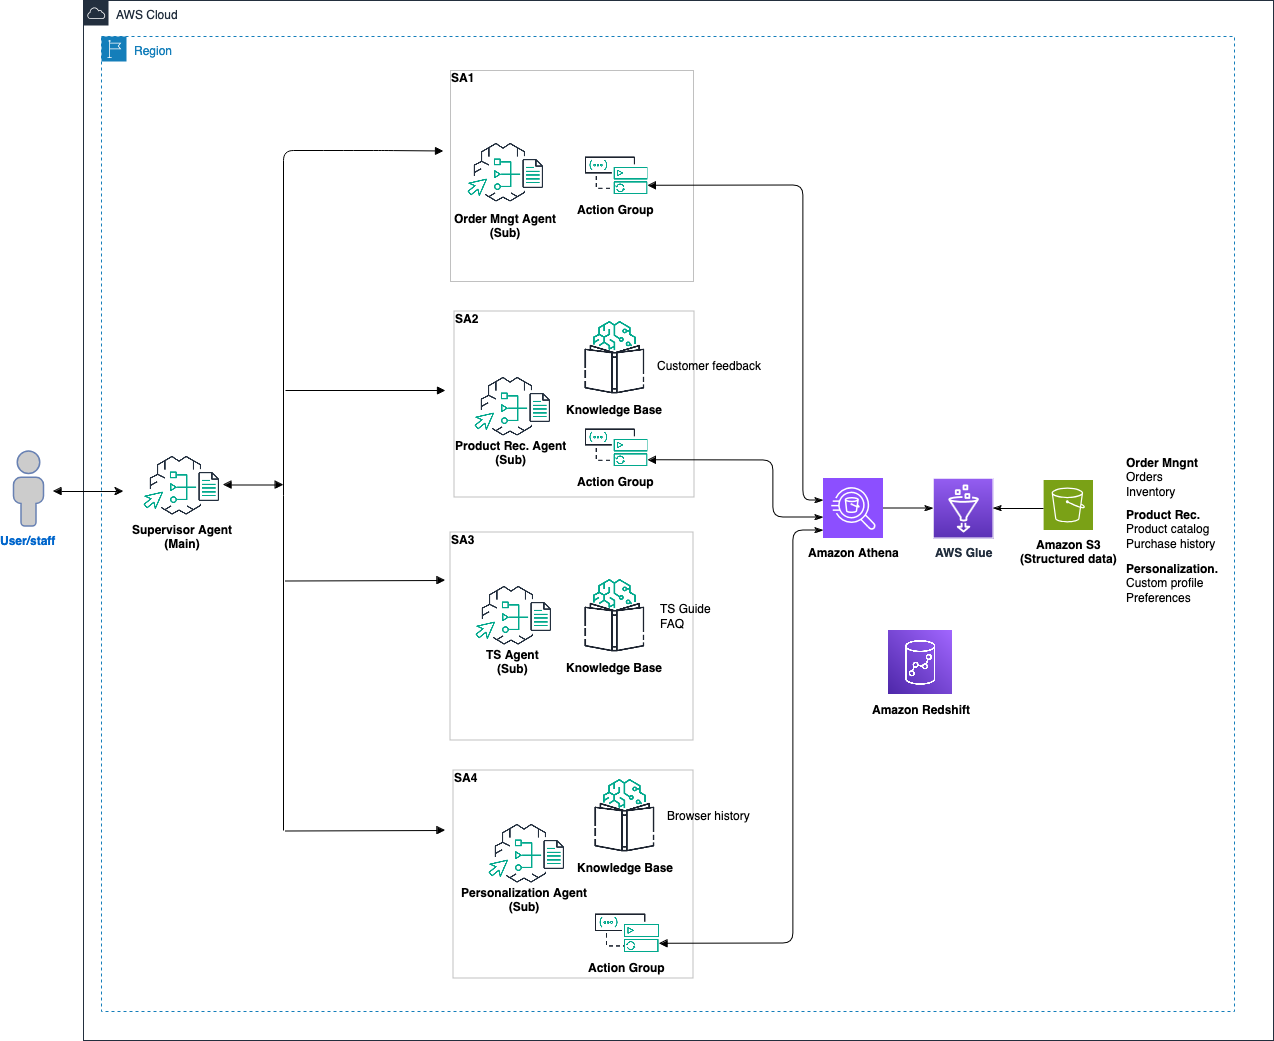 AWS Cloud
Region
SA1
Order Mngt Agent
(Sub)
Action Group
SA2
Customer feedback
Knowledge Base
Product Rec. Agent
(Sub)
Action Group
User/staff
Supervisor Agent
(Main)
SA3
TS Guide
FAQ
TS Agent
(Sub)
Knowledge Base
SA4
Browser history
Knowledge Base
Personalization Agent
(Sub)
Action Group
Amazon Athena
AWS Glue
Amazon S3
(Structured data)
Order Mngnt
Orders
Inventory
Product Rec.
Product catalog
Purchase history
Personalization.
Custom profile
Preferences
Amazon Redshift